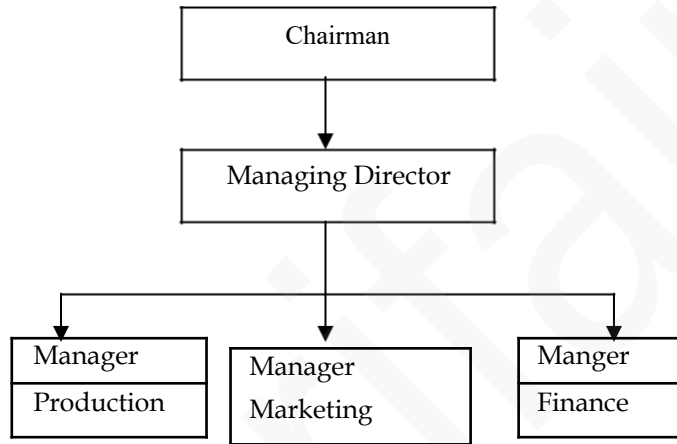 Chairman
Managing Director
Manager
Production
Manager
Marketing
Manger
Finance